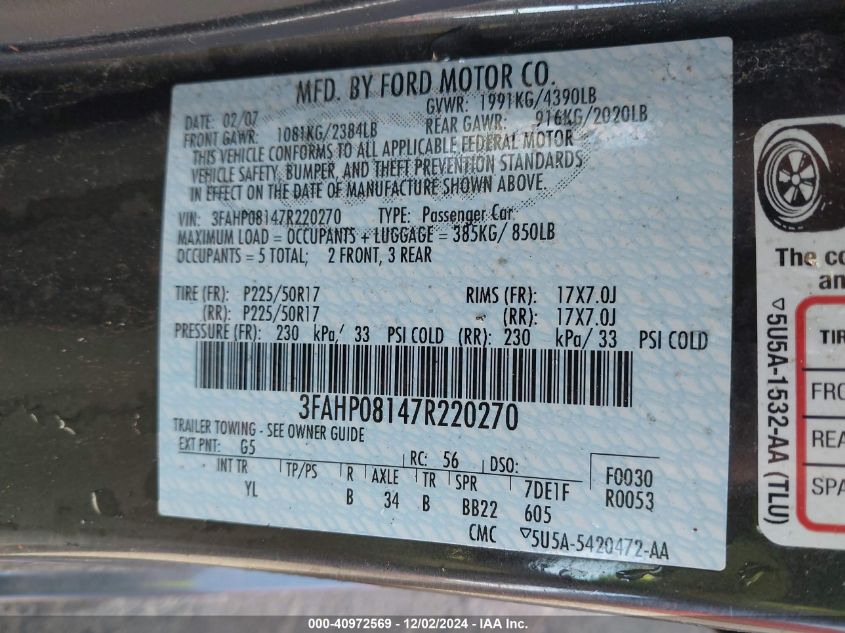 MFD. BY FORD MOTOR CO.
DATE: 02/07 GVWR: 1991KG/4390LB
FRONT GAWR: 1081KG/2384LB REAR GAWR: 916KG/2020LB
THIS VEHICLE CONFORMS TO ALL APPLICABLE FEDERAL MOTOR
VEHICLE SAFETY, BUMPER, AND THEFT PREVENTION STANDARDS
IN EFFECT ON THE DATE OF MANUFACTURE SHOWN ABOVE.
VIN: 3FAHP08147R220270 TYPE: Passenger Car
MAXIMUM LOAD = OCCUPANTS + LUGGAGE = 385KG/ 850LB
OCCUPANTS = 5 TOTAL; 2 FRONT, 3 REAR
TIRE (FR): P225/50R17 RIMS (FR): 17X7.0J
(RR): P225/50R17 (RR): 17X7.0J
PRESSURE (FR): 230 kPa/ 33 PSI COLD (RR): 230 kPa/ 33 PSI COLD
3FAHP08147R220270
TRAILER TOWING - SEE OWNER GUIDE
EXT PNT: G5 RC: 56 DSO: F0030
INT TR TP/PS R AXLE TR SPR 7DE1F R0053
YL B 34 B BB22 605
CMC ▽5U5A-5420472-AA
▽5U5A-1532-AA (TLU)
The co
an
TIR
FRO
REA
SPA
000-40972569 - 12/02/2024 - IAA Inc.